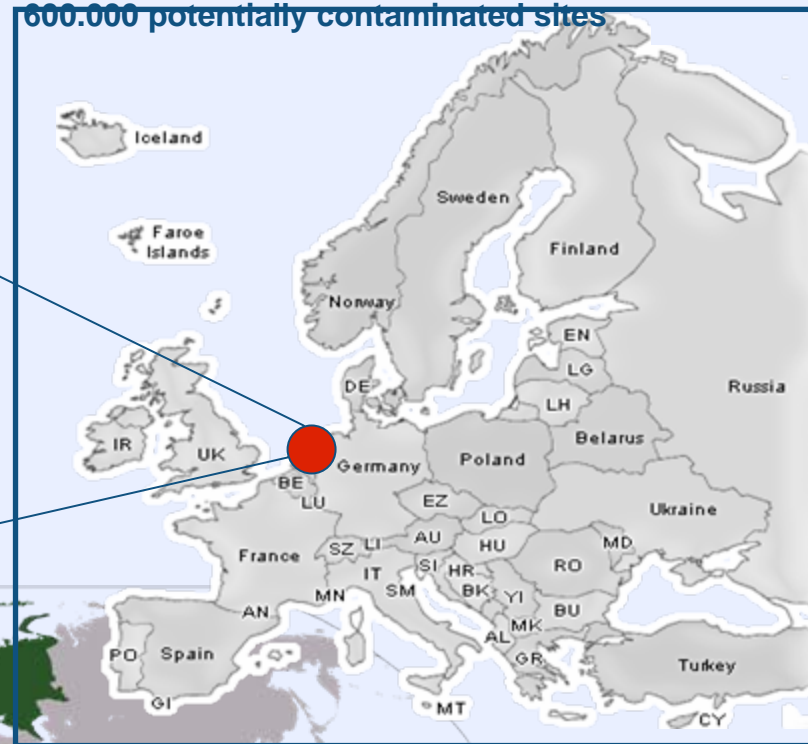 600.000 potentially contaminated sites
Iceland
Faroe
Islands
Sweden
Finland
Norway
EN
LG
DE
LH
Russia
Belarus
IR
UK
Germany
Poland
BE
LU
EZ
LO
Ukraine
AU
HU
MD
SZ
LI
France
SI
HR
RO
IT
BK
YI
MN
SM
BU
AN
MK
AL
PO
Spain
GR
Turkey
GI
MT
CY